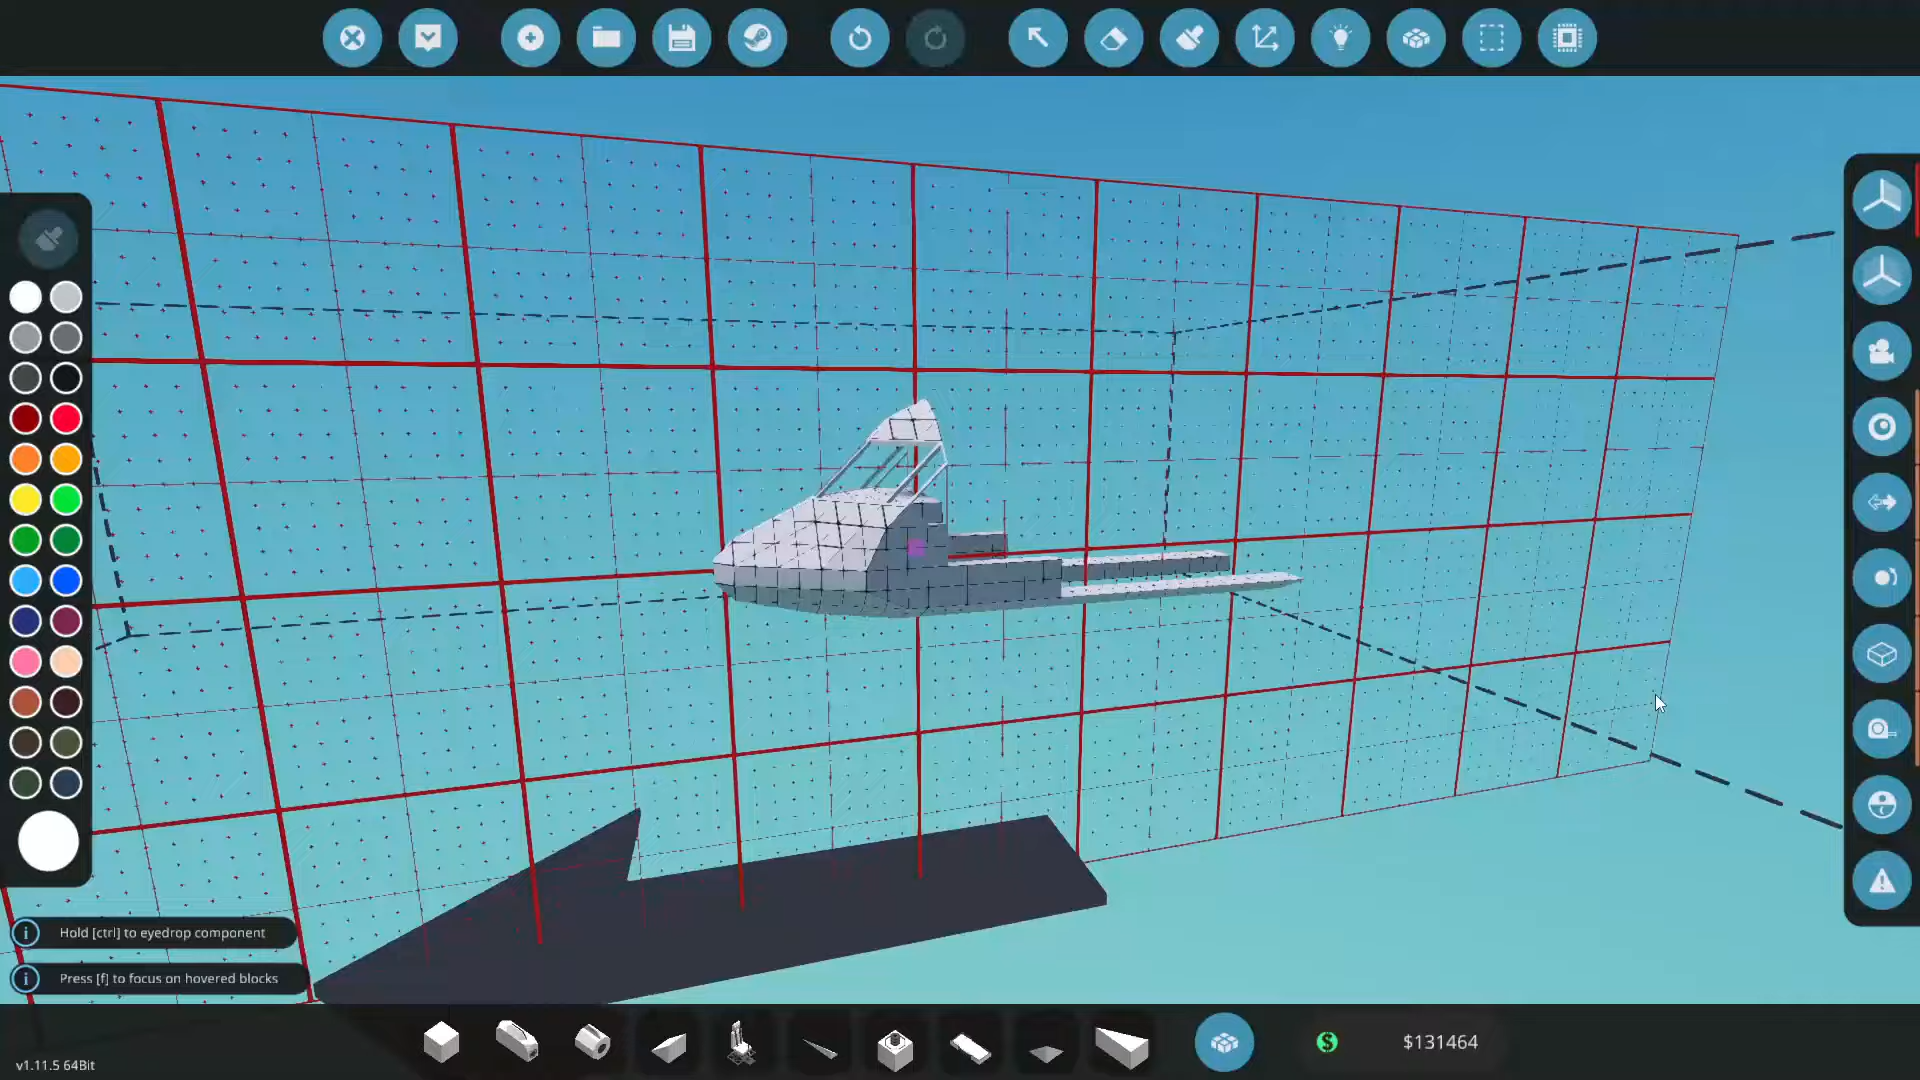 Hold [ctrl] to eyedrop component
Press [f] to focus on hovered blocks
$131464
v1.11.5 64Bit